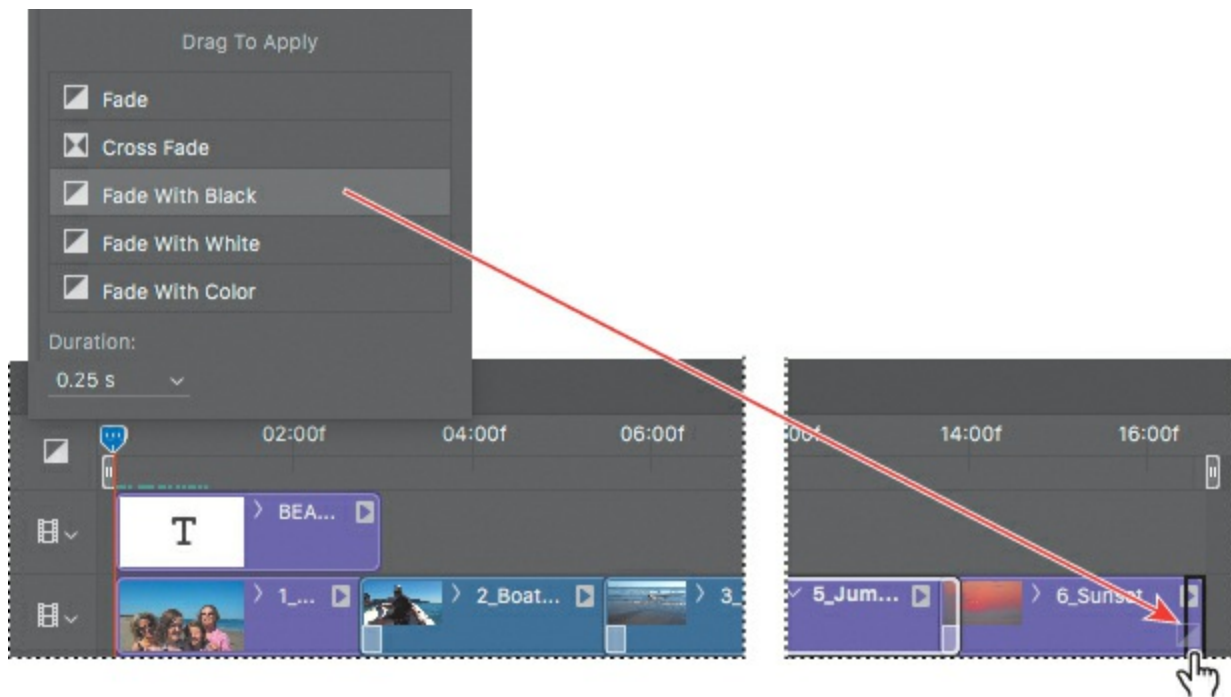 Drag To Apply
Fade
Cross Fade
Fade With Black
Fade With White
Fade With Color
Duration:
0.25 s
02:00f 04:00f 06:00f 14:00f 16:00f
T BEA...
1_... 2_Boat... 3_ 5_Jum... 6_Sunset